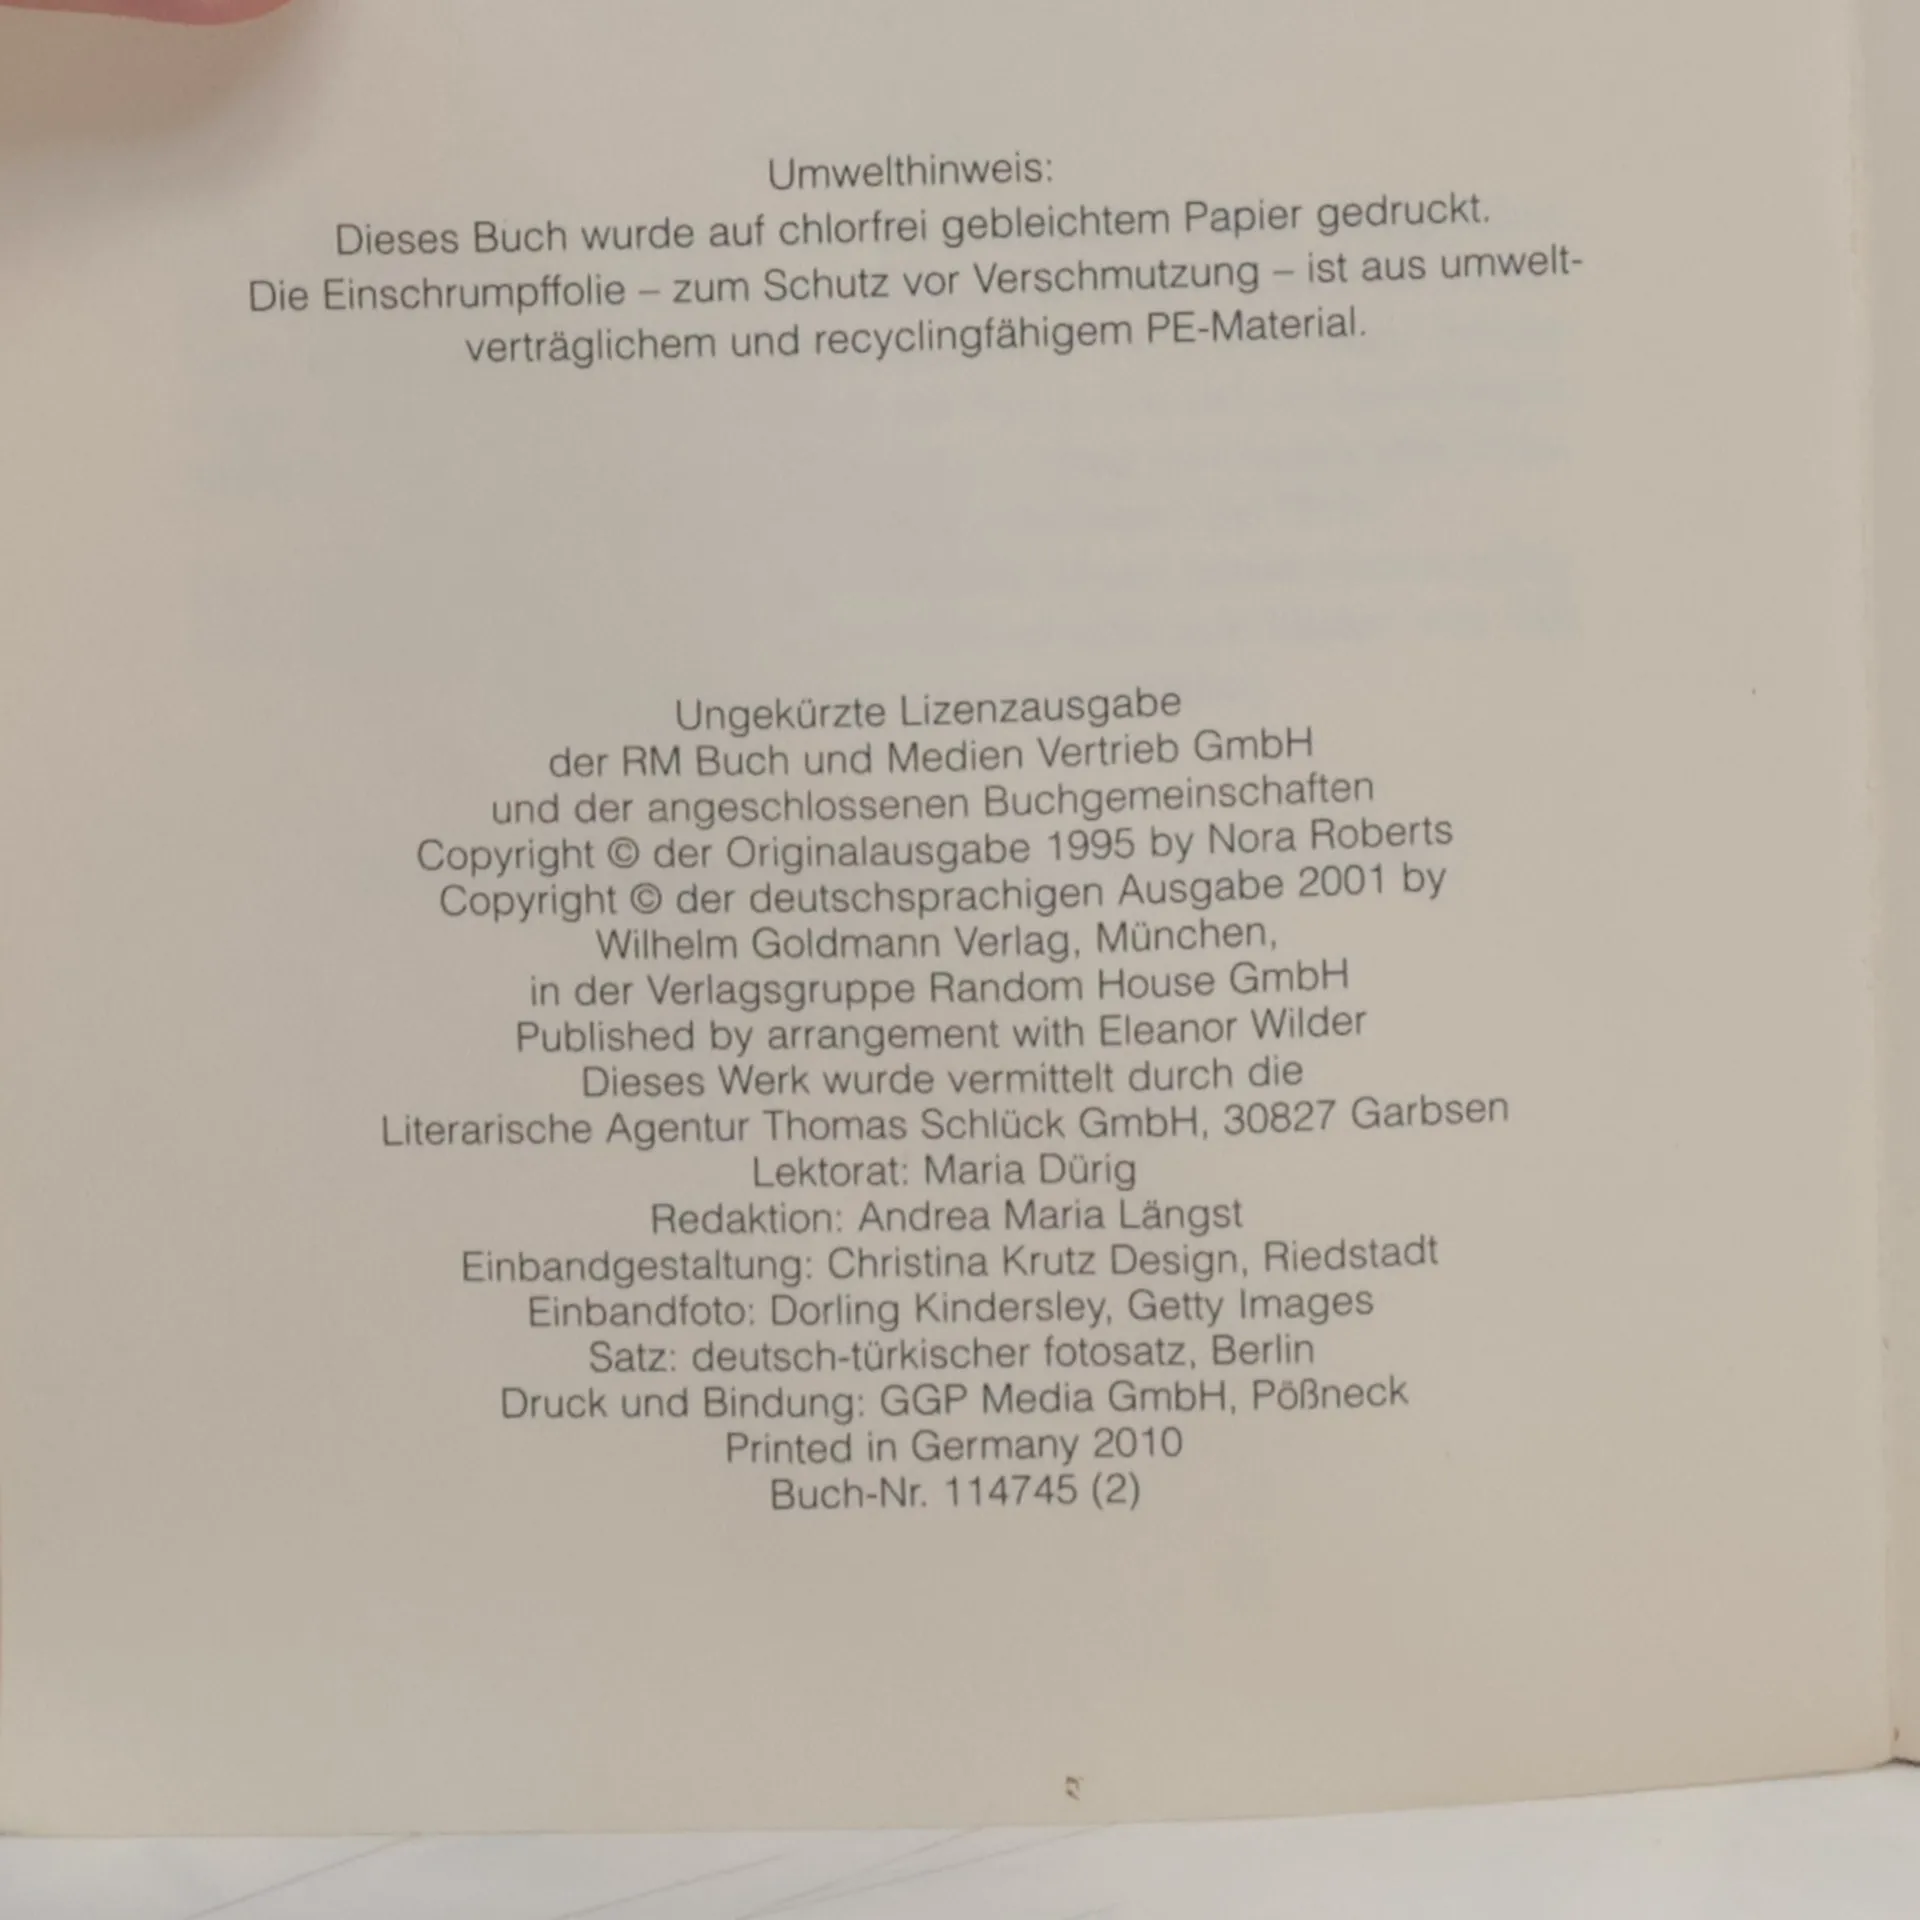 Umwelthinweis:
Dieses Buch wurde auf chlorfrei gebleichtem Papier gedruckt.
Die Einschrumpffolie – zum Schutz vor Verschmutzung – ist aus umwelt-
verträglichem und recyclingfähigem PE-Material.
Ungekürzte Lizenzausgabe
der RM Buch und Medien Vertrieb GmbH
und der angeschlossenen Buchgemeinschaften
Copyright © der Originalausgabe 1995 by Nora Roberts
Copyright © der deutschsprachigen Ausgabe 2001 by
Wilhelm Goldmann Verlag, München,
in der Verlagsgruppe Random House GmbH
Published by arrangement with Eleanor Wilder
Dieses Werk wurde vermittelt durch die
Literarische Agentur Thomas Schlück GmbH, 30827 Garbsen
Lektorat: Maria Dürig
Redaktion: Andrea Maria Längst
Einbandgestaltung: Christina Krutz Design, Riedstadt
Einbandfoto: Dorling Kindersley, Getty Images
Satz: deutsch-türkischer fotosatz, Berlin
Druck und Bindung: GGP Media GmbH, Pößneck
Printed in Germany 2010
Buch-Nr. 114745 (2)